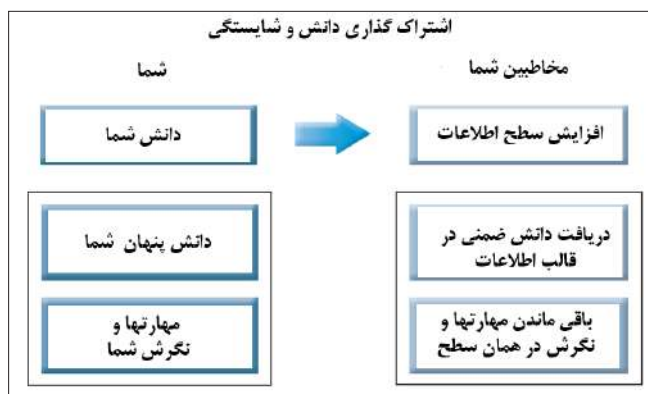 اشتراک گذاری دانش و شایستگی
مخاطبین شما
شما
افزایش سطح اطلاعات
دانش شما
دریافت دانش ضمنی در
قالب اطلاعات
دانش پنهان شما
باقی ماندن مهارتها و
نگرش در همان سطح
مهارتها و
نگرش شما